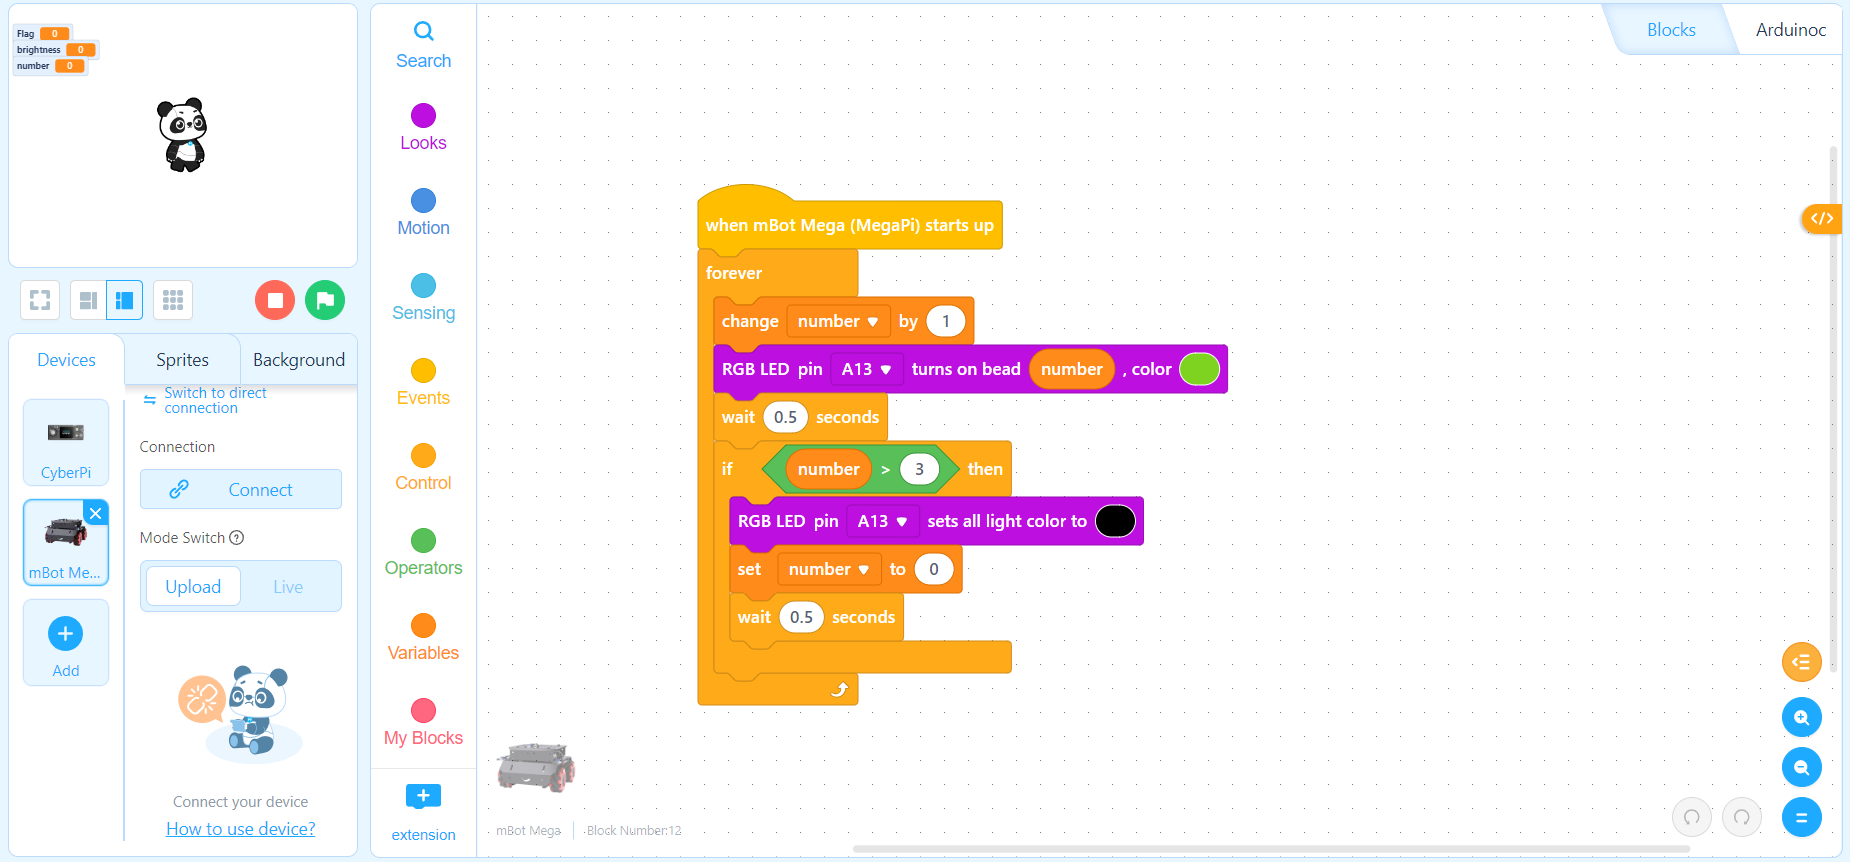 Flag 0
brightness 0
number 0
Devices
Sprites
Background
Switch to direct
connection
CyberPi
Connection
Connect
mBot Me...
Mode Switch ?
Upload Live
Add
Connect your device
How to use device?
Search
Looks
Motion
Sensing
Events
Control
Operators
Variables
My Blocks
extension
Blocks
Arduinoc
</>
when mBot Mega (MegaPi) starts up
forever
change number by 1
RGB LED pin A13 turns on bead number , color
wait 0.5 seconds
if number > 3 then
RGB LED pin A13 sets all light color to
set number to 0
wait 0.5 seconds
mBot Mega Block Number:12